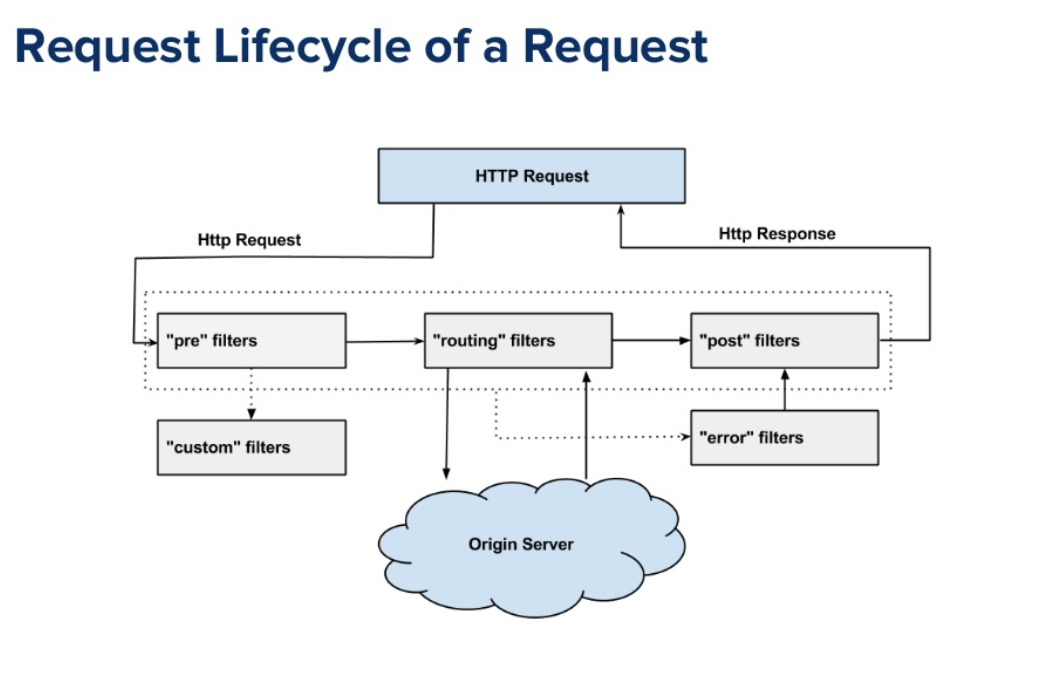 Request Lifecycle of a Request
HTTP Request
Http Request
Http Response
"pre" filters
"routing" filters
"post" filters
"custom" filters
"error" filters
Origin Server